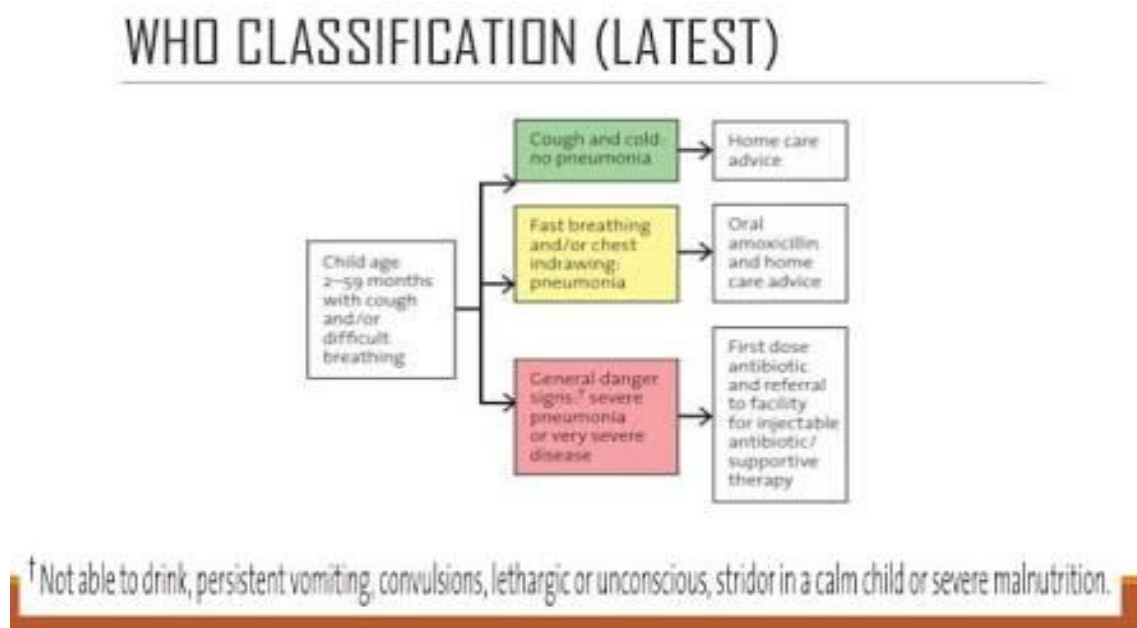 WHO CLASSIFICATION (LATEST)
Child age
2–59 months
with cough
and/or
difficult
breathing
Cough and cold:
no pneumonia
Home care
advice
Fast breathing
and/or chest
indrawing:
pneumonia
Oral
amoxicillin
and home
care advice
General danger
signs:† severe
pneumonia
or very severe
disease
First dose
antibiotic
and referral
to facility
for injectable
antibiotic/
supportive
therapy
† Not able to drink, persistent vomiting, convulsions, lethargic or unconscious, stridor in a calm child or severe malnutrition.